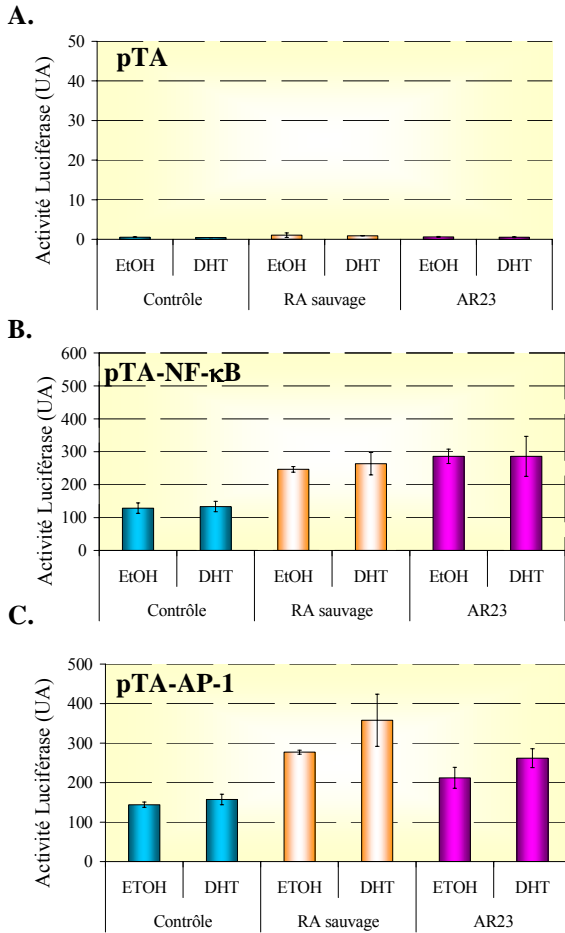 A.
pTA
Activité Luciférase (UA)
50
40
30
20
10
0
EtOH DHT EtOH DHT EtOH DHT
Contrôle RA sauvage AR23
B.
pTA-NF-κB
Activité Luciférase (UA)
600
500
400
300
200
100
0
EtOH DHT EtOH DHT EtOH DHT
Contrôle RA sauvage AR23
C.
pTA-AP-1
Activité Luciférase (UA)
500
400
300
200
100
0
ETOH DHT ETOH DHT ETOH DHT
Contrôle RA sauvage AR23